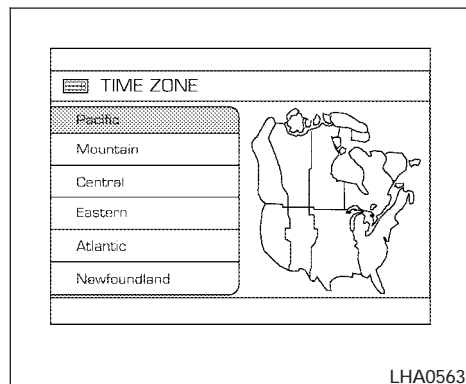 TIME ZONE
Pacific
Mountain
Central
Eastern
Atlantic
Newfoundland
LHA0563